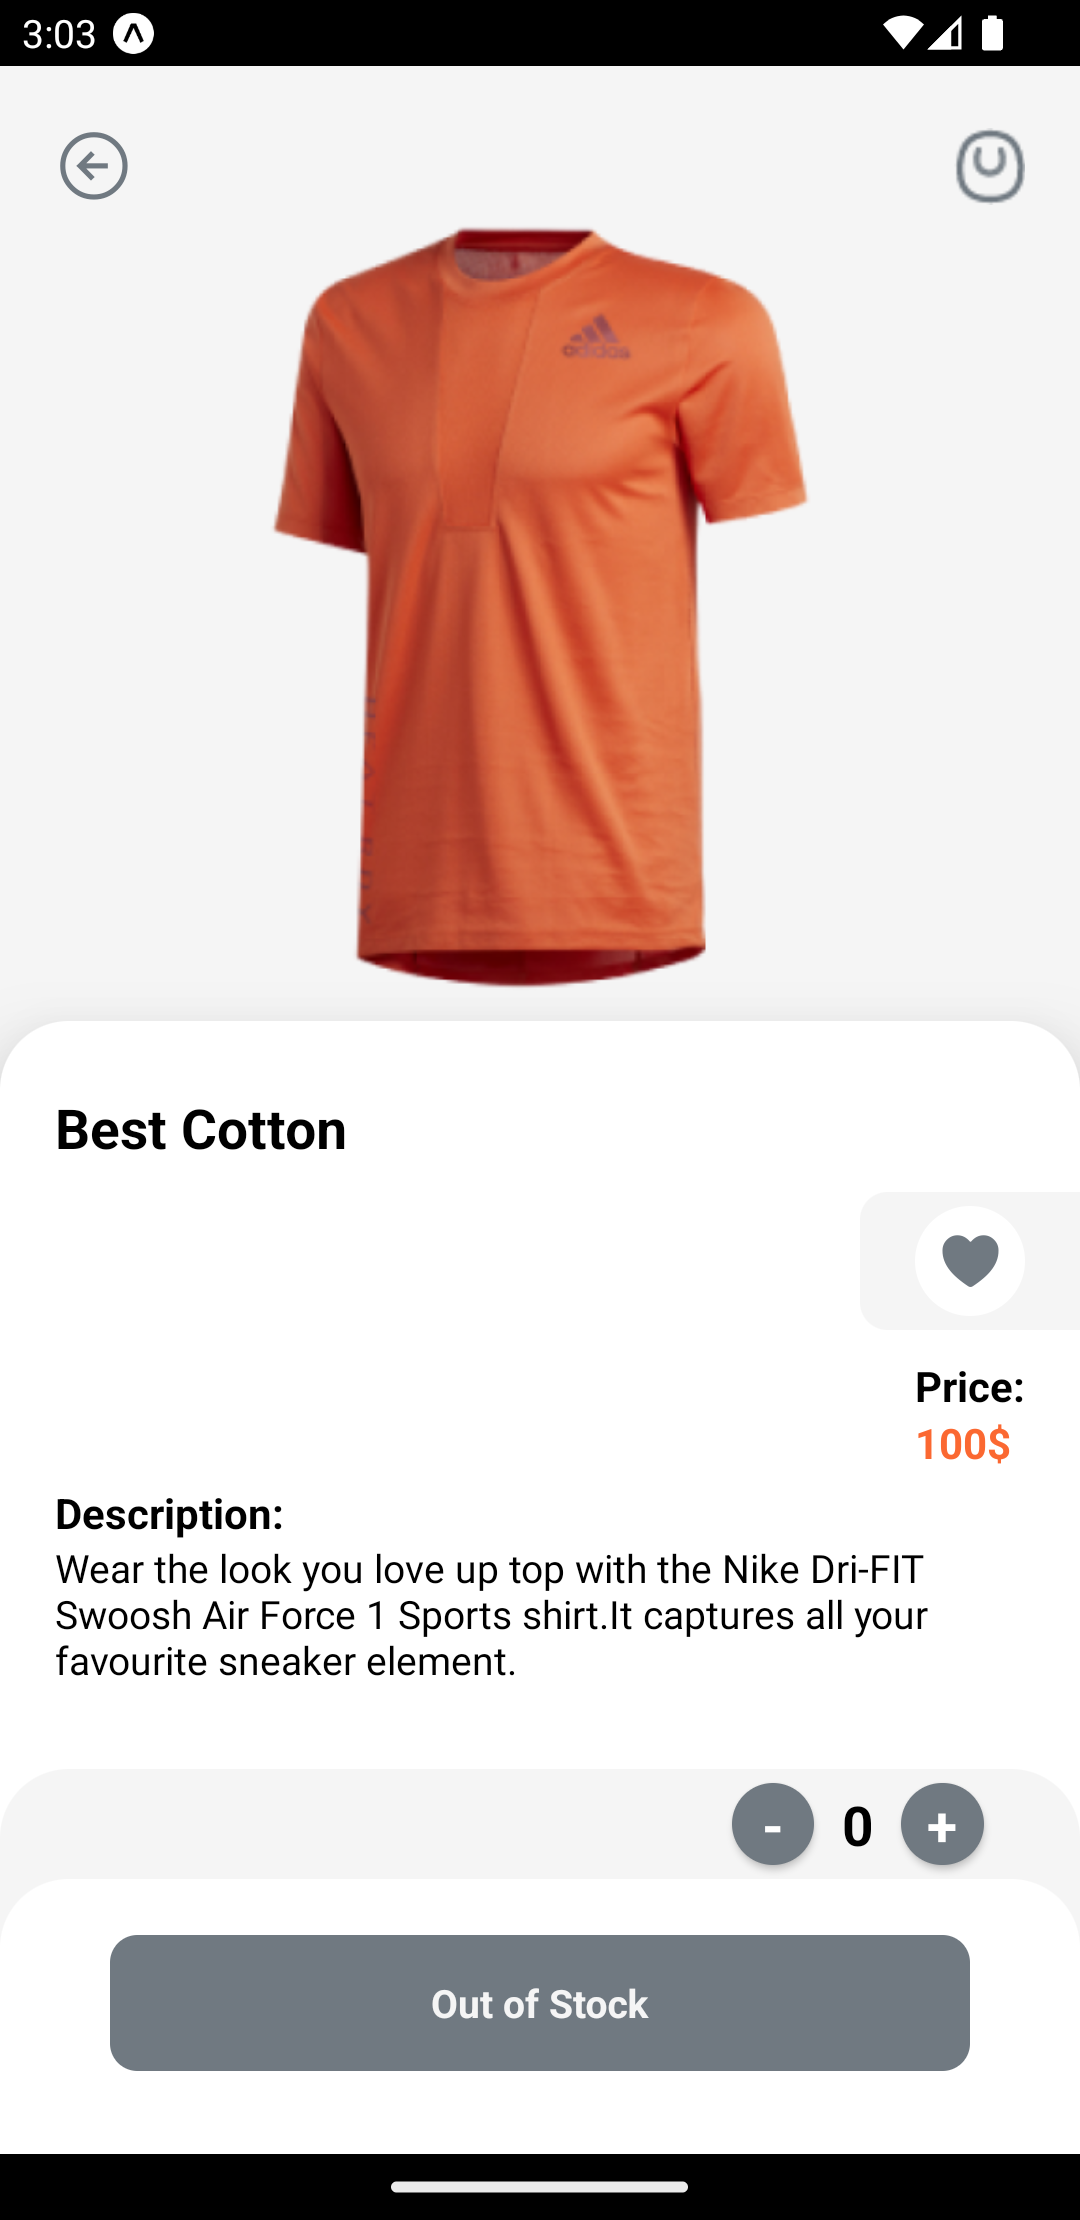 3:03
adidas
Best Cotton
Price:
100$
Description:
Wear the look you love up top with the Nike Dri-FIT
Swoosh Air Force 1 Sports shirt.It captures all your
favourite sneaker element.
- 0 +
Out of Stock